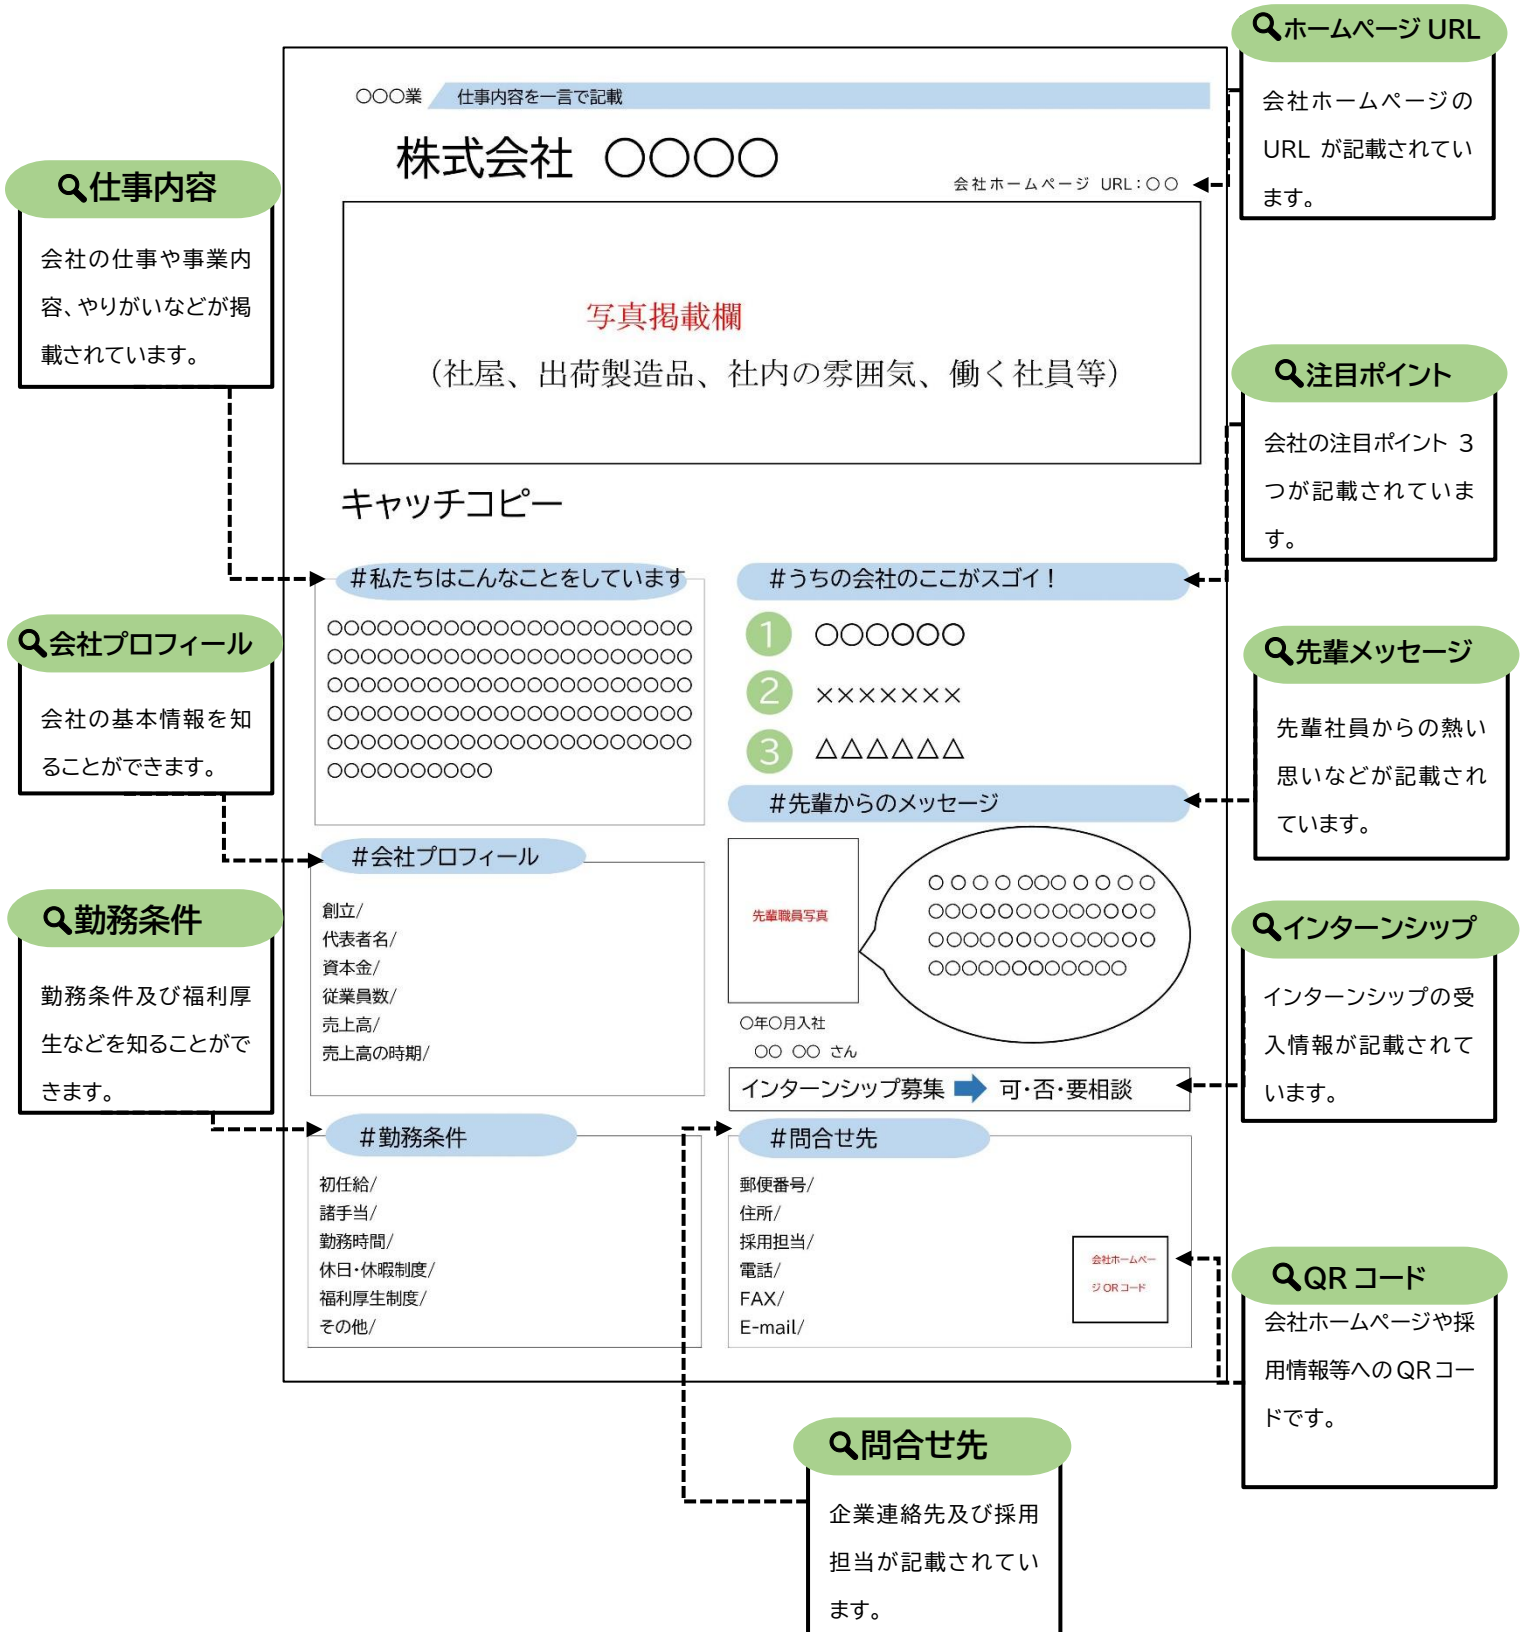 ホームページ URL
会社ホームページの
URL が記載されてい
ます。
○○○業
仕事内容を一言で記載
株式会社 ○○○○
会社ホームページ URL:○○
仕事内容
会社の仕事や事業内
容、やりがいなどが掲
載されています。
写真掲載欄
(社屋、出荷製造品、社内の雰囲気、働く社員等)
注目ポイント
会社の注目ポイント 3
つが記載されていま
す。
キャッチコピー
#私たちはこんなことをしています
○○○○○○○○○○○○○○○○○○○○○○
○○○○○○○○○○○○○○○○○○○○○○
○○○○○○○○○○○○○○○○○○○○○○
○○○○○○○○○○○○○○○○○○○○○○
○○○○○○○○○○○○○○○○○○○○○○
○○○○○○○○○○
#うちの会社のここがスゴイ!
1 ○○○○○○
2 ×××××××
3 △△△△△△
会社プロフィール
会社の基本情報を知
ることができます。
先輩メッセージ
先輩社員からの熱い
思いなどが記載され
ています。
#先輩からのメッセージ
先輩職員写真
○○○○○○○○○○○
○○○○○○○○○○○○○
○○○○○○○○○○○○○
○○○○○○○○○○○○
○年○月入社
○○ ○○ さん
#会社プロフィール
創立/
代表者名/
資本金/
従業員数/
売上高/
売上高の時期/
勤務条件
勤務条件及び福利厚
生などを知ることがで
きます。
インターンシップ
インターンシップの受
入情報が記載されて
います。
インターンシップ募集 ➡ 可・否・要相談
#勤務条件
初任給/
諸手当/
勤務時間/
休日・休暇制度/
福利厚生制度/
その他/
#問合せ先
郵便番号/
住所/
採用担当/
電話/
FAX/
E-mail/
会社ホームペー
ジ QR コード
QR コード
会社ホームページや採
用情報等へのQRコー
ドです。
問合せ先
企業連絡先及び採用
担当が記載されてい
ます。